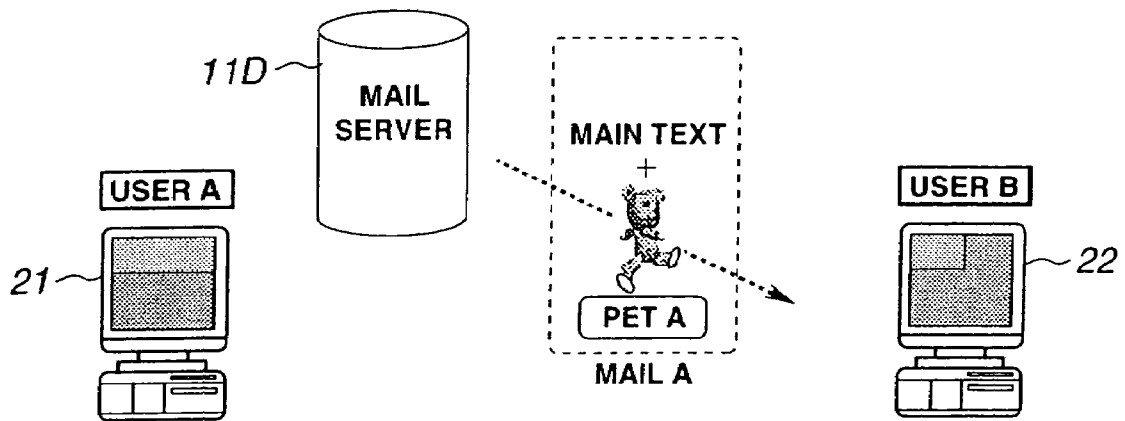 11D
MAIL
SERVER
MAIN TEXT
+
USER A
USER B
21
22
PET A
MAIL A